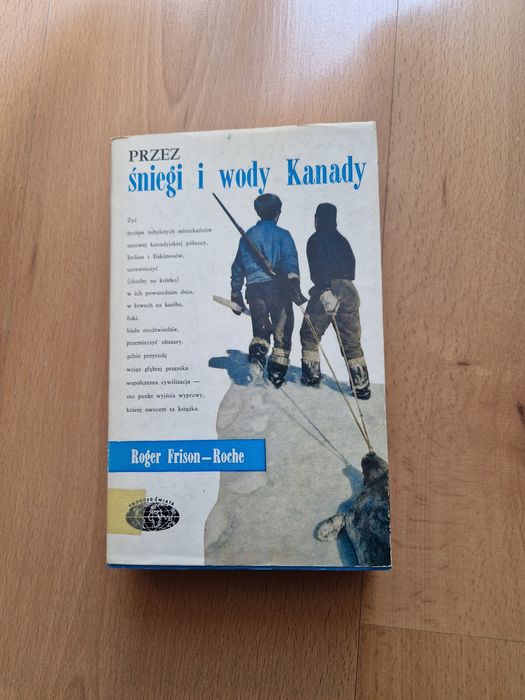 PRZEZ
śniegi i wody Kanady
Żyć
życiem tubylczych mieszkańców
surowej kanadyjskiej północy,
Indian i Eskimosów,
uczestniczyć
(choćby na krótko)
w ich powszednim dniu,
w łowach na karibu,
foki,
białe niedźwiedzie,
przemierzyć obszary,
gdzie przyrodę
wciąż głębiej przenika
współczesna cywilizacja —
oto punkt wyjścia wyprawy,
której owocem ta książka.
Roger Frison—Roche
NAOKOŁO ŚWIATA